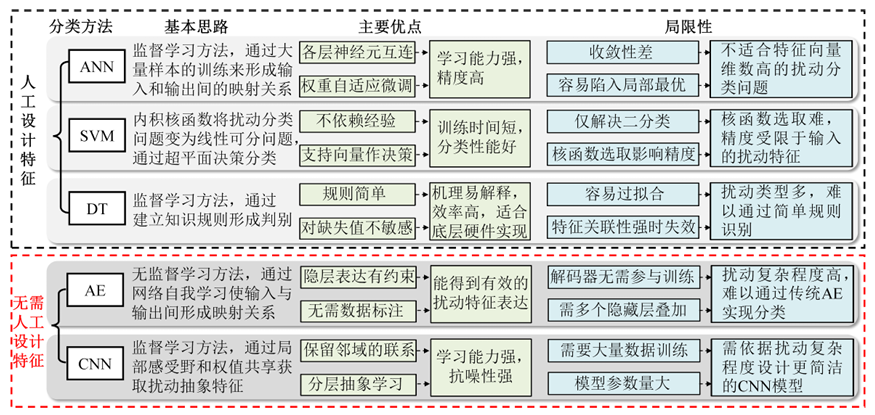 分类方法 基本思路 主要优点 局限性
人工设计特征
ANN
监督学习方法，通过大
量样本的训练来形成输
入和输出间的映射关系
各层神经元互连
权重自适应微调
学习能力强，
精度高
收敛性差
容易陷入局部最优
不适合特征向量
维数高的扰动分
类问题
SVM
内积核函数将扰动分类
问题变为线性可分问题，
通过超平面决策分类
不依赖经验
支持向量作决策
训练时间短，
分类性能好
仅解决二分类
核函数选取影响精度
核函数选取难，
精度受限于输入
的扰动特征
DT
监督学习方法，通过
建立知识规则形成判别
规则简单
对缺失值不敏感
机理易解释，
效率高，适合
底层硬件实现
容易过拟合
特征关联性强时失效
扰动类型多，难
以通过简单规则
识别
无需人工设计特征
AE
无监督学习方法，通过
网络自我学习使输入与
输出间形成映射关系
隐层表达有约束
无需数据标注
能得到有效的
扰动特征表达
解码器无需参与训练
需多个隐藏层叠加
扰动复杂程度高，
难以通过传统AE
实现分类
CNN
监督学习方法，通过局
部感受野和权值共享获
取扰动抽象特征
保留邻域的联系
分层抽象学习
学习能力强，
抗噪性强
需要大量数据训练
模型参数量大
需依据扰动复杂
程度设计更简洁
的CNN模型